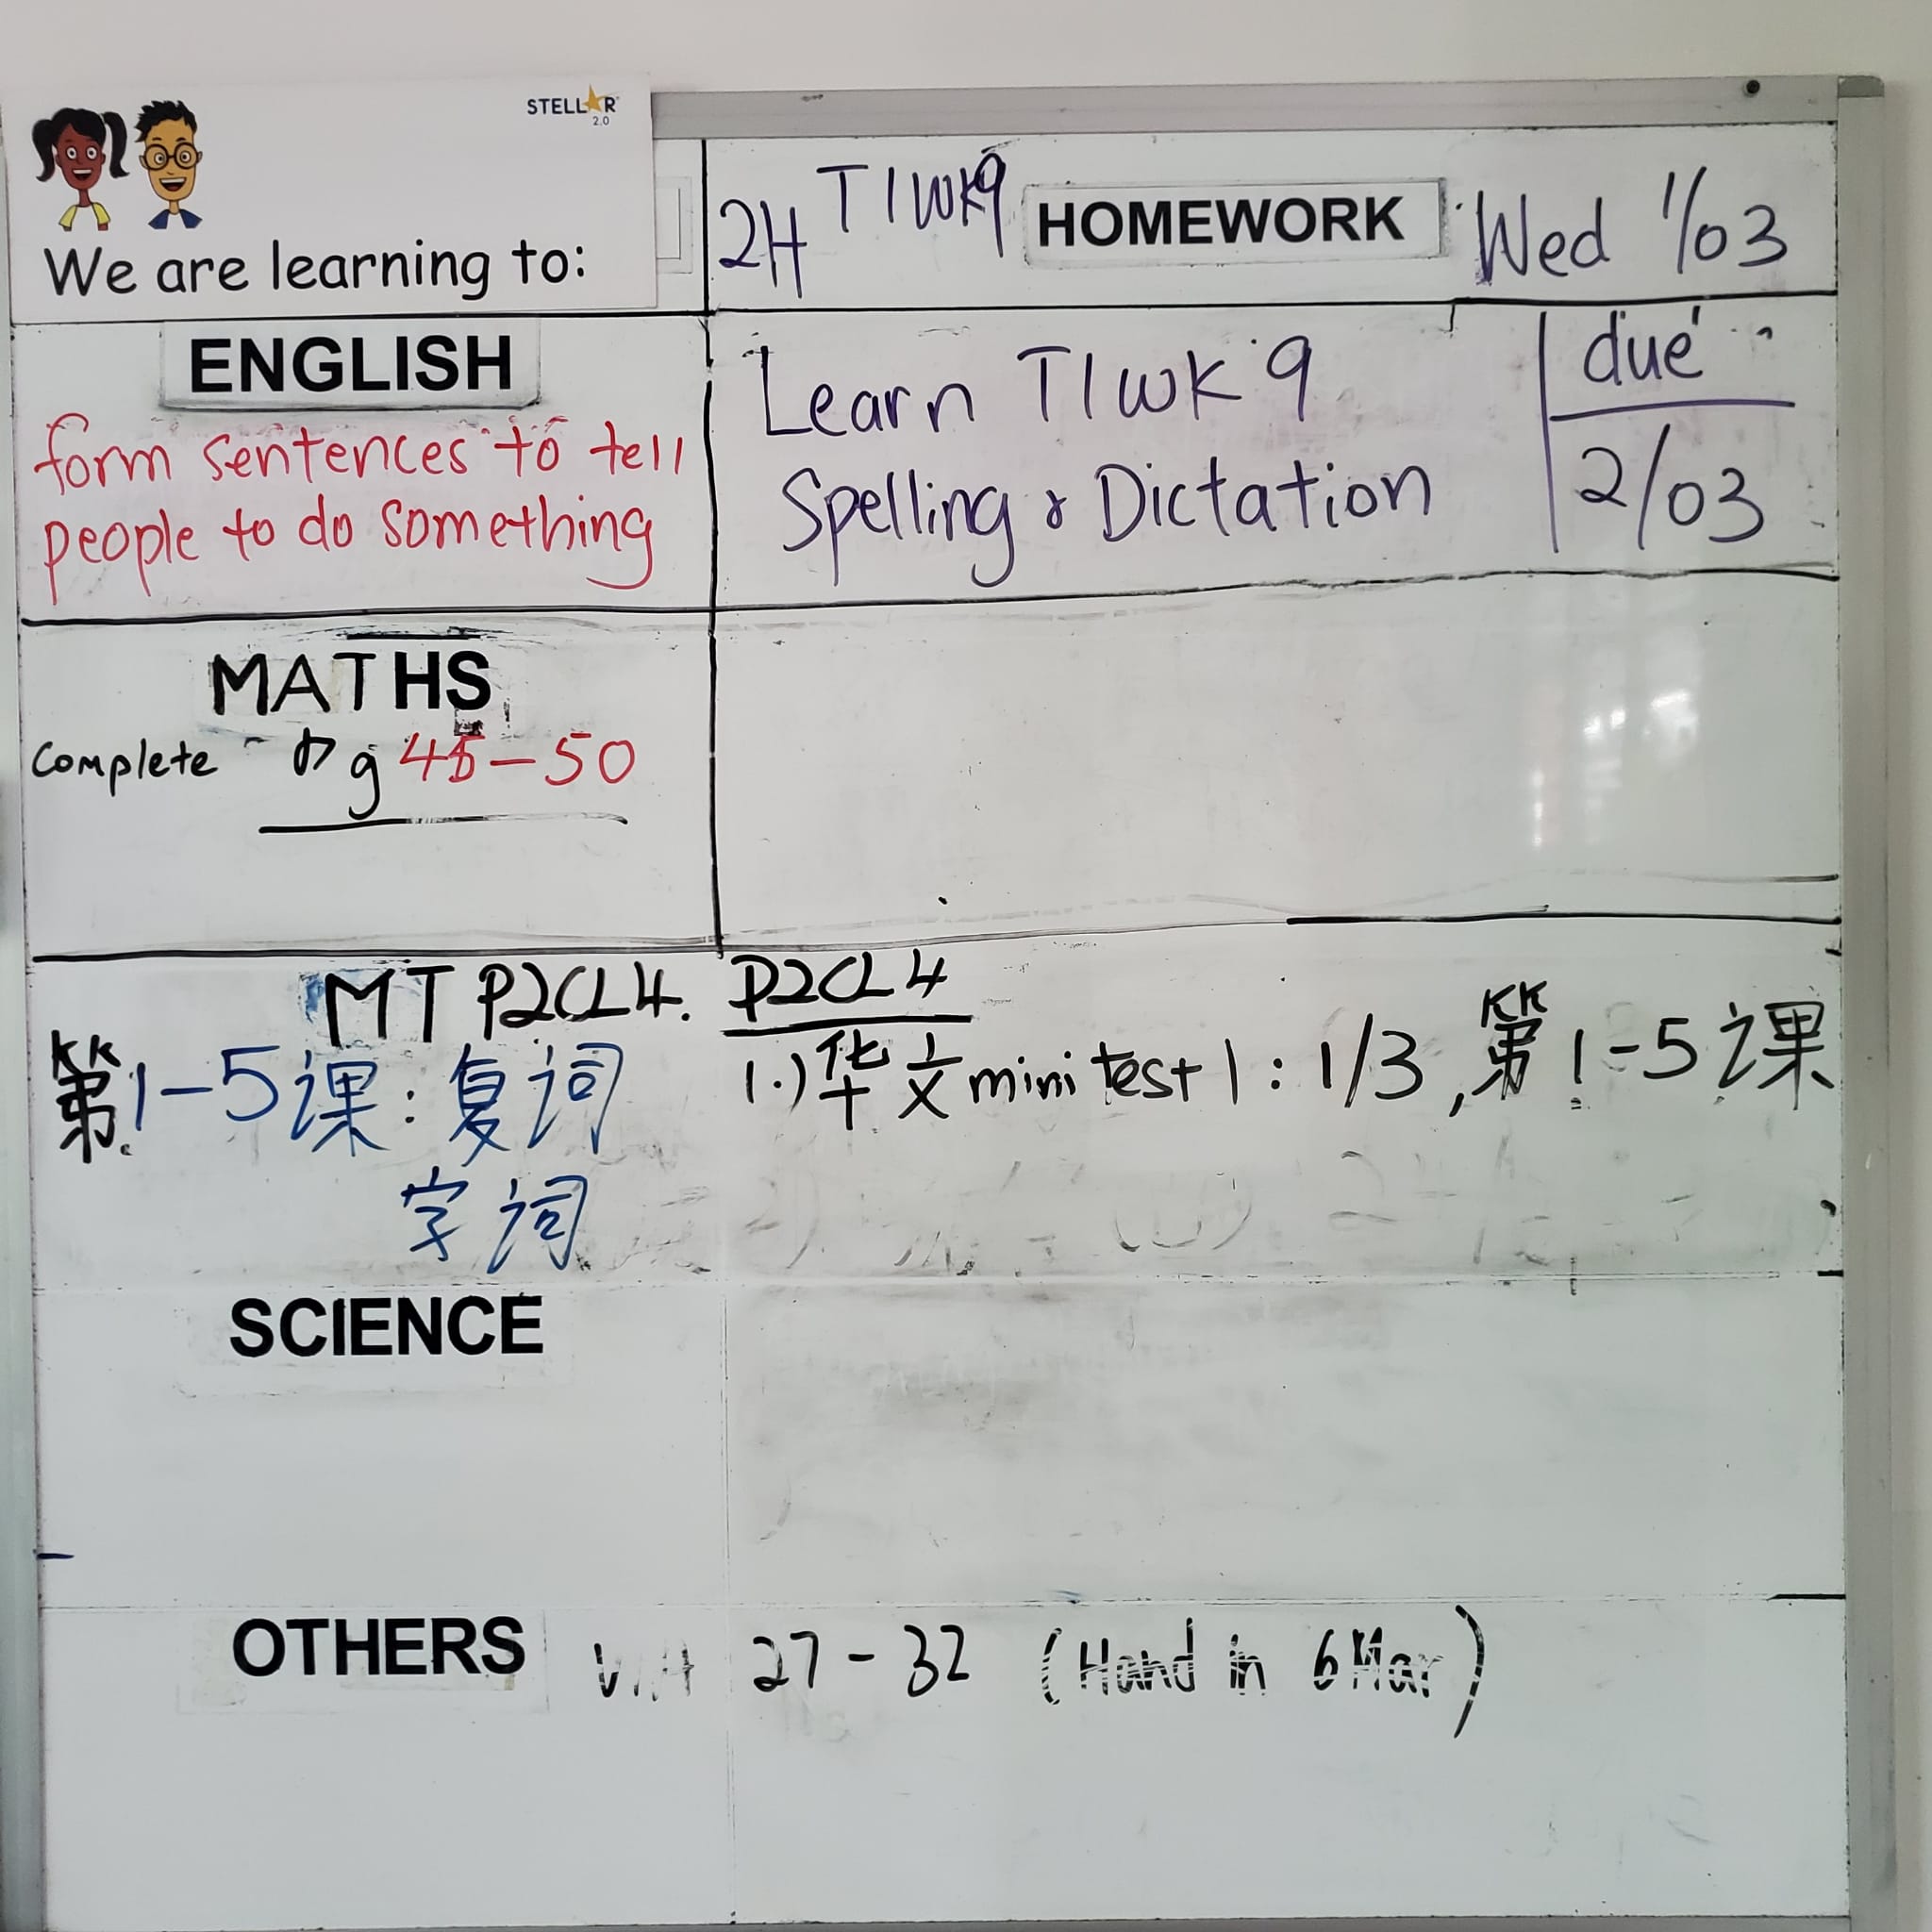 STELLAR
2.0
We are learning to:
2H T1WK9 HOMEWORK Wed 1/03
ENGLISH
form sentences to tell
people to do something
Learn T1WK 9
Spelling & Dictation
due
2/03
MATHS
Complete pg 45-50
MT P2CL4.
第1-5课:复词
字词
P2CL4
1.) 华文 mini test 1: 1/3, 第1-5课
SCIENCE
OTHERS
27-32 (Hand in 6 Mar)